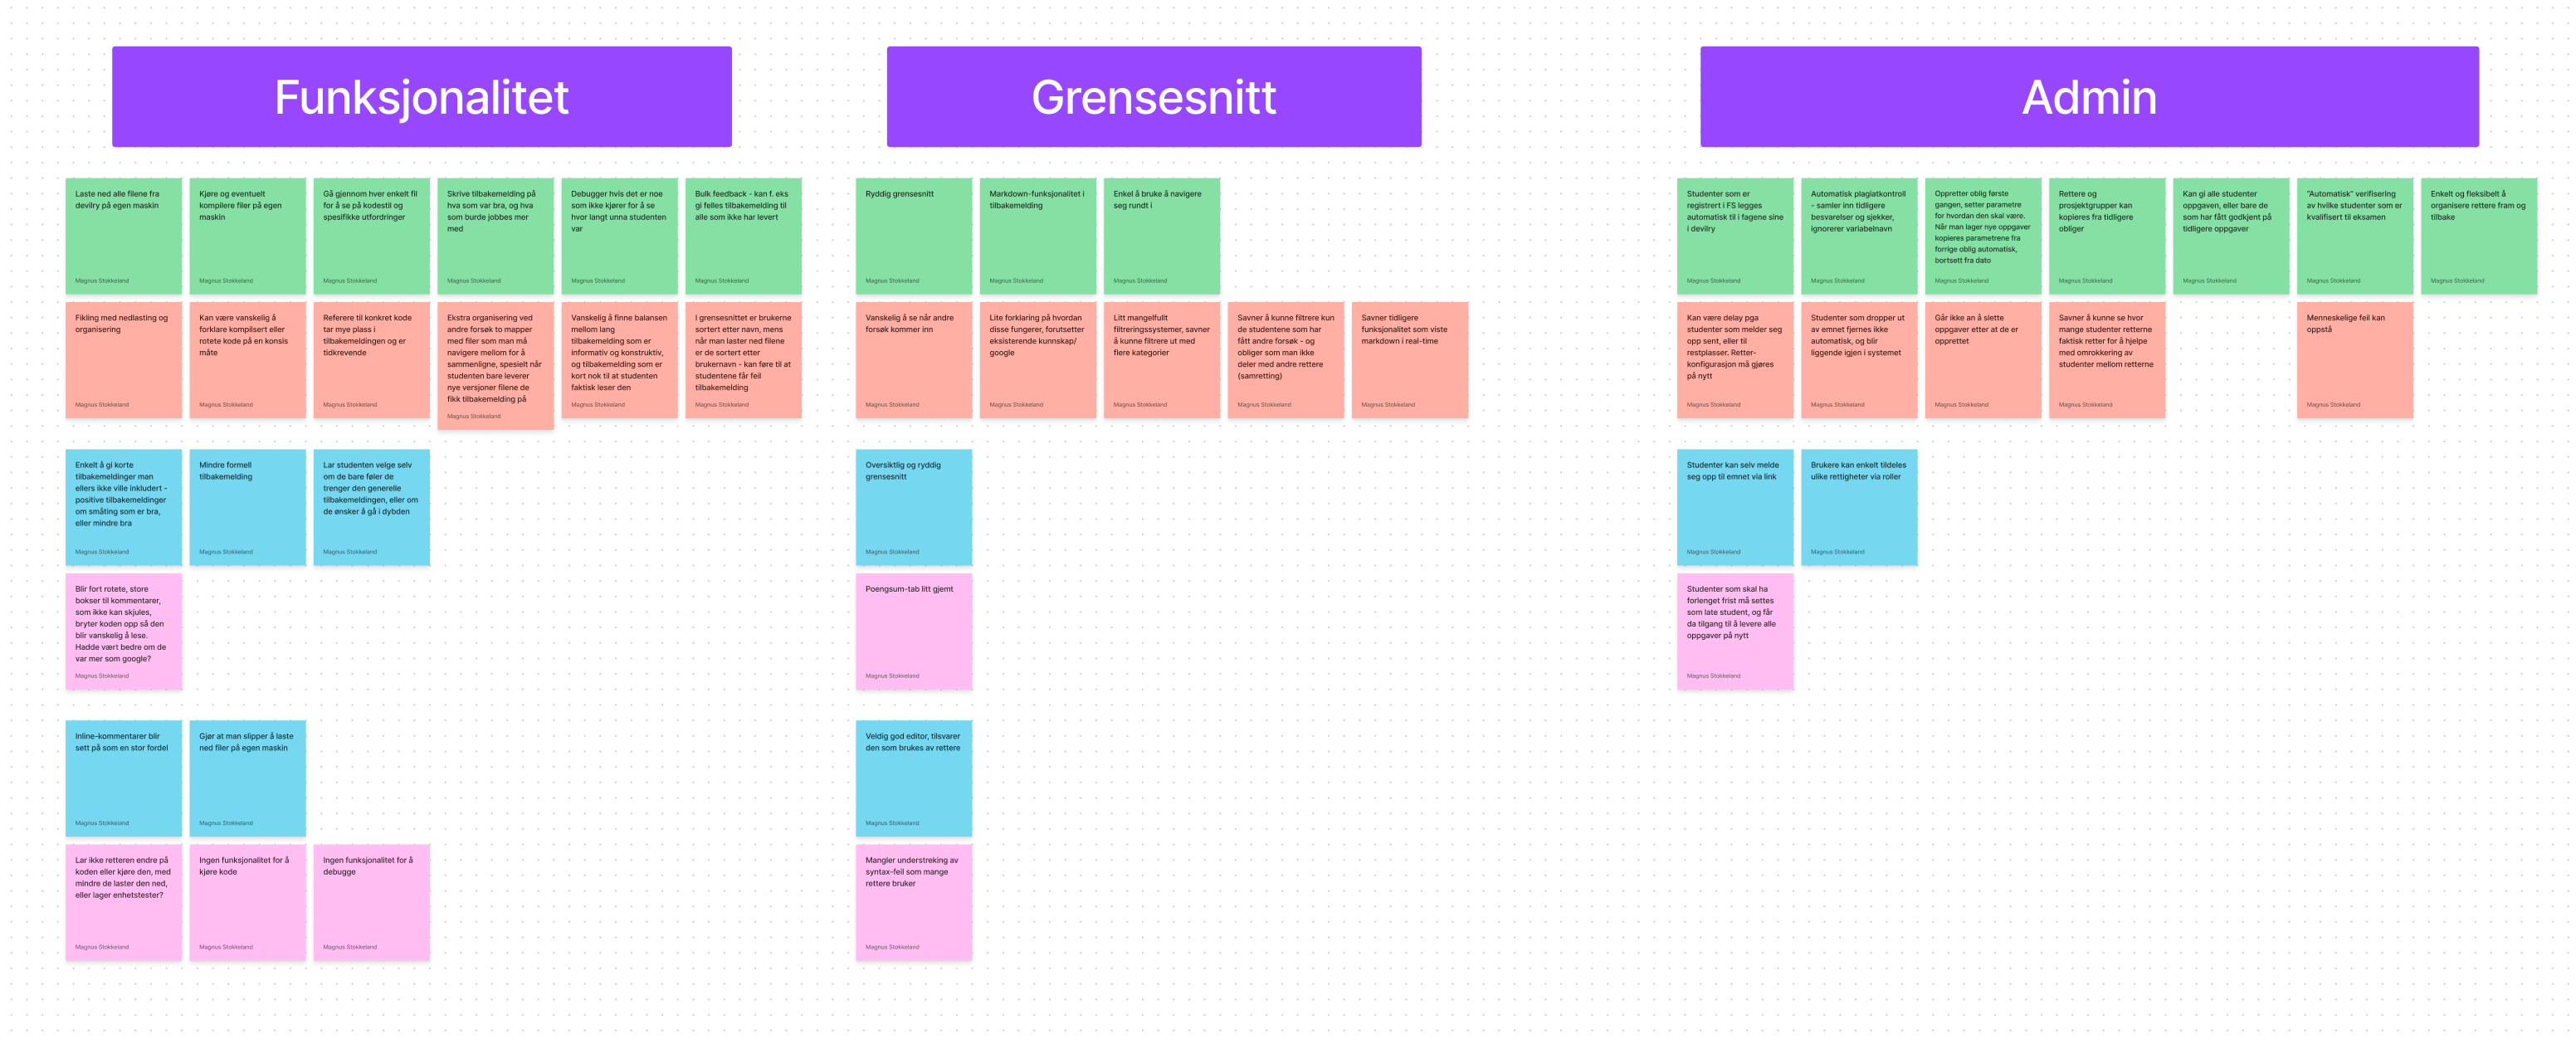 Funksjonalitet
Laste ned alle filene fra
devilry på egen maskin
Magnus Stokkeland
Kjøre og eventuelt
kompilere filer på egen
maskin
Magnus Stokkeland
Gå gjennom hver enkelt fil
for å se på kodestil og
spesifikke utfordringer
Magnus Stokkeland
Skrive tilbakemelding på
hva som var bra, og hva
som burde jobbes mer
med
Magnus Stokkeland
Debugger hvis det er noe
som ikke kjører for å se
hvor langt unna studenten
var
Magnus Stokkeland
Bulk feedback - kan f. eks
gi felles tilbakemelding til
alle som ikke har levert
Magnus Stokkeland
Fikling med nedlasting og
organisering
Magnus Stokkeland
Kan være vanskelig å
forklare kompilsert eller
rotete kode på en konsis
måte
Magnus Stokkeland
Referere til konkret kode
tar mye plass i
tilbakemeldingen og er
tidkrevende
Magnus Stokkeland
Ekstra organisering ved
andre forsøk to mapper
med filer som man må
navigere mellom for å
sammenligne, spesielt når
studenten bare leverer
nye versjoner filene de
fikk tilbakemelding på
Magnus Stokkeland
Vanskelig å finne balansen
mellom lang
tilbakemelding som er
informativ og konstruktiv,
og tilbakemelding som er
kort nok til at studenten
faktisk leser den
Magnus Stokkeland
I grensesnittet er brukerne
sortert etter navn, mens
når man laster ned filene
er de sortert etter
brukernavn - kan føre til at
studentene får feil
tilbakemelding
Magnus Stokkeland
Enkelt å gi korte
tilbakemeldinger man
ellers ikke ville inkludert -
positive tilbakemeldinger
om småting som er bra,
eller mindre bra
Magnus Stokkeland
Mindre formell
tilbakemelding
Magnus Stokkeland
Lar studenten velge selv
om de bare føler de
trenger den generelle
tilbakemeldingen, eller om
de ønsker å gå i dybden
Magnus Stokkeland
Blir fort rotete, store
bokser til kommentarer,
som ikke kan skjules,
bryter koden opp så den
blir vanskelig å lese.
Hadde vært bedre om de
var mer som google?
Magnus Stokkeland
Inline-kommentarer blir
sett på som en stor fordel
Magnus Stokkeland
Gjør at man slipper å laste
ned filer på egen maskin
Magnus Stokkeland
Lar ikke retteren endre på
koden eller kjøre den, med
mindre de laster den ned,
eller lager enhetstester?
Magnus Stokkeland
Ingen funksjonalitet for å
kjøre kode
Magnus Stokkeland
Ingen funksjonalitet for å
debugge
Magnus Stokkeland
Grensesnitt
Ryddig grensesnitt
Magnus Stokkeland
Markdown-funksjonalitet i
tilbakemelding
Magnus Stokkeland
Enkel å bruke å navigere
seg rundt i
Magnus Stokkeland
Vanskelig å se når andre
forsøk kommer inn
Magnus Stokkeland
Lite forklaring på hvordan
disse fungerer, forutsetter
eksisterende kunnskap/
google
Magnus Stokkeland
Litt mangelfullt
filtreringssystemer, savner
å kunne filtrere ut med
flere kategorier
Magnus Stokkeland
Savner å kunne filtrere kun
de studentene som har
fått andre forsøk - og
obliger som man ikke
deler med andre rettere
(samretting)
Magnus Stokkeland
Savner tidligere
funksjonalitet som viste
markdown i real-time
Magnus Stokkeland
Oversiktlig og ryddig
grensesnitt
Magnus Stokkeland
Poengsum-tab litt gjemt
Magnus Stokkeland
Veldig god editor, tilsvarer
den som brukes av rettere
Magnus Stokkeland
Mangler understreking av
syntax-feil som mange
rettere bruker
Magnus Stokkeland
Admin
Studenter som er
registrert i FS legges
automatisk til i fagene sine
i devilry
Magnus Stokkeland
Automatisk plagiatkontroll
- samler inn tidligere
besvarelser og sjekker,
ignorerer variabelnavn
Magnus Stokkeland
Oppretter oblig første
gangen, setter parametre
for hvordan den skal være.
Når man lager nye oppgaver
kopieres parametrene fra
forrige oblig automatisk,
bortsett fra dato
Magnus Stokkeland
Rettere og
prosjektgrupper kan
kopieres fra tidligere
obliger
Magnus Stokkeland
Kan gi alle studenter
oppgaven, eller bare de
som har fått godkjent på
tidligere oppgaver
Magnus Stokkeland
"Automatisk" verifisering
av hvilke studenter som er
kvalifisert til eksamen
Magnus Stokkeland
Enkelt og fleksibelt å
organisere rettere fram og
tilbake
Magnus Stokkeland
Kan være delay pga
studenter som melder seg
opp sent, eller til
restplasser. Retter-
konfigurasjon må gjøres
på nytt
Magnus Stokkeland
Studenter som dropper ut
av emnet fjernes ikke
automatisk, og blir
liggende igjen i systemet
Magnus Stokkeland
Går ikke an å slette
oppgaver etter at de er
opprettet
Magnus Stokkeland
Savner å kunne se hvor
mange studenter retterne
faktisk retter for å hjelpe
med omrokkering av
studenter mellom retterne
Magnus Stokkeland
Menneskelige feil kan
oppstå
Magnus Stokkeland
Studenter kan selv melde
seg opp til emnet via link
Magnus Stokkeland
Brukere kan enkelt tildeles
ulike rettigheter via roller
Magnus Stokkeland
Studenter som skal ha
forlenget frist må settes
som late student, og får
da tilgang til å levere alle
oppgaver på nytt
Magnus Stokkeland